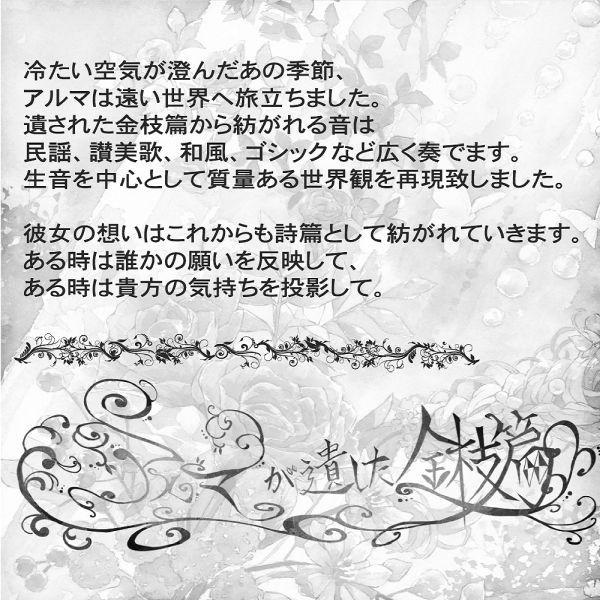 冷たい空気が澄んだあの季節、
アルマは遠い世界へ旅立ちました。
遺された金枝篇から紡がれる音は
民謡、讃美歌、和風、ゴシックなど広く奏でます。
生音を中心として質量ある世界観を再現致しました。
彼女の想いはこれからも詩篇として紡がれていきます。
ある時は誰かの願いを反映して、
ある時は貴方の気持ちを投影して。
アルマが遺した金枝篇